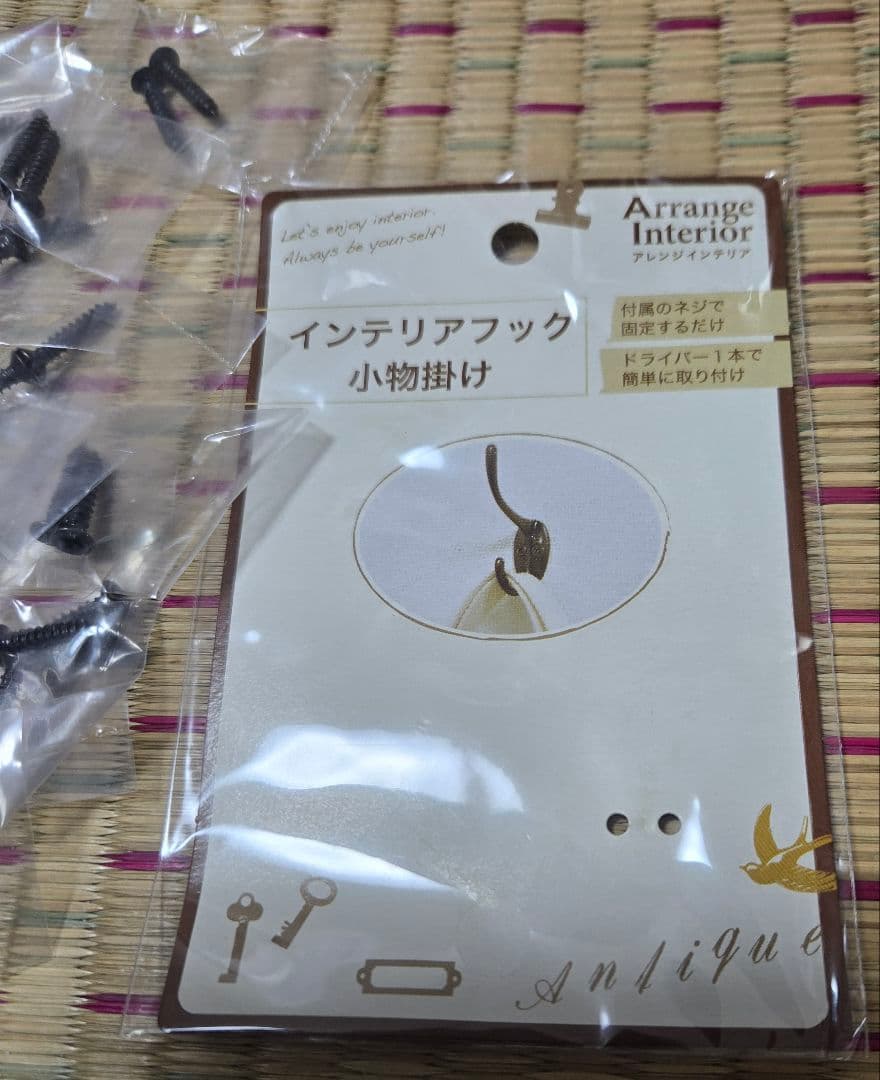 Let's enjoy interior.
Always be yourself!
Arrange
Interior
アレンジインテリア
インテリアフック
小物掛け
付属のネジで
固定するだけ
ドライバー1本で
簡単に取り付け
Antique